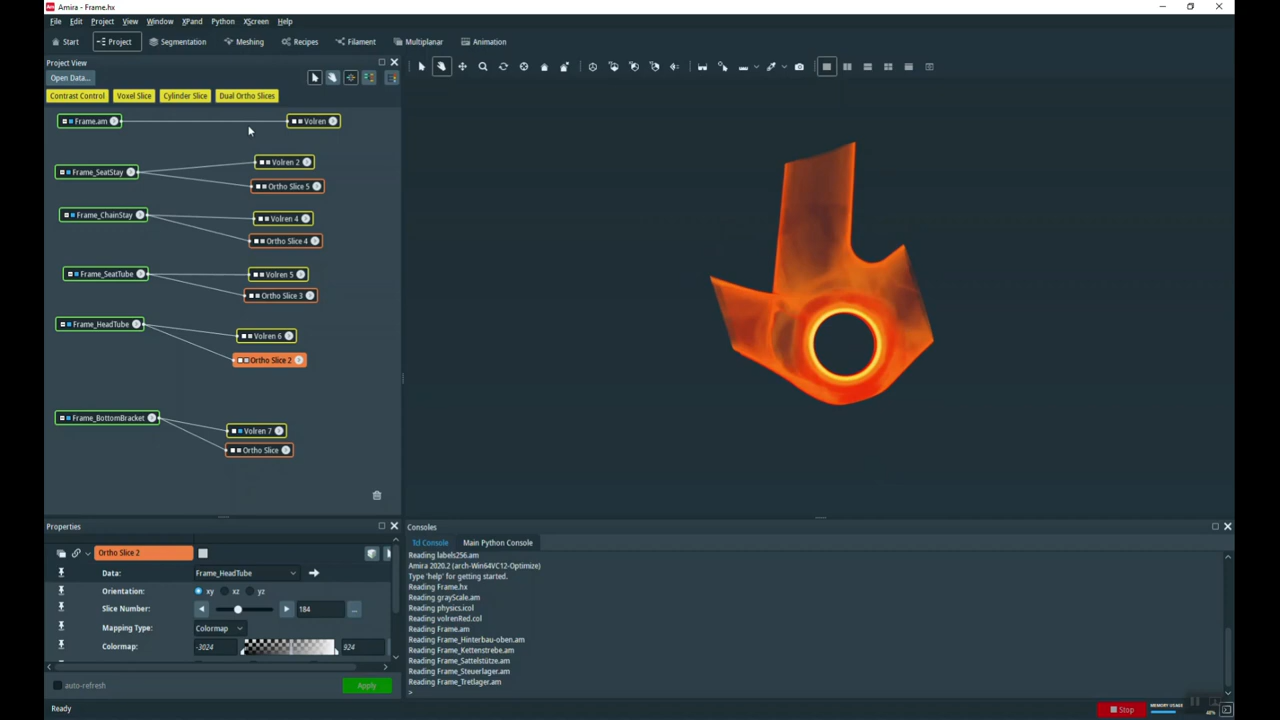 Amira - Frame.hx
File Edit Project View Window XPand Python XScreen Help
Start Project Segmentation Meshing Recipes Filament Multiplanar Animation
Project View
Open Data...
Contrast Control Voxel Slice Cylinder Slice Dual Ortho Slices
Frame.am Volren
Volren 2
Frame_SeatStay
Ortho Slice 5
Frame_ChainStay Volren 4
Ortho Slice 4
Frame_SeatTube Volren 5
Ortho Slice 3
Frame_HeadTube
Volren 6
Ortho Slice 2
Frame_BottomBracket
Volren 7
Ortho Slice
Properties
Ortho Slice 2
Data: Frame_HeadTube
Orientation: xy xz yz
Slice Number: 184 ...
Mapping Type: Colormap
Colormap: -3024 924
auto-refresh Apply
Consoles
Tcl Console Main Python Console
Reading labels256.am
Amira 2020.2 (arch-Win64VC12-Optimize)
Type 'help' for getting started.
Reading Frame.hx
Reading grayScale.am
Reading physics.icol
Reading volrenRed.col
Reading Frame.am
Reading Frame_Hinterbau-oben.am
Reading Frame_Kettenstrebe.am
Reading Frame_Sattelstütze.am
Reading Frame_Steuerlager.am
Reading Frame_Tretlager.am
>
Ready Stop MEMORY USAGE 48%